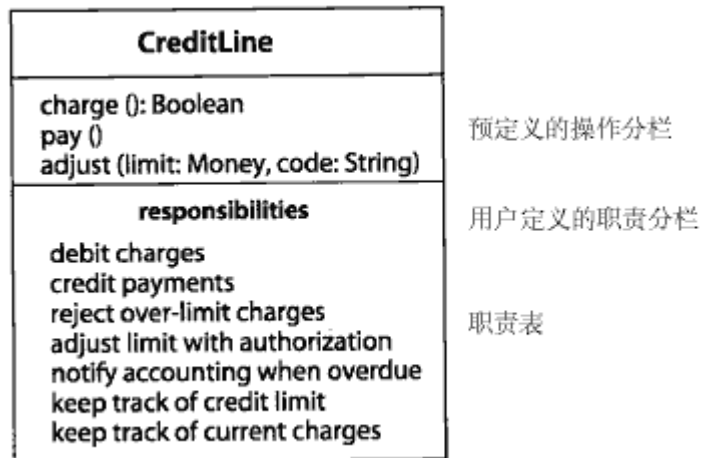 CreditLine
charge (): Boolean
pay ()
adjust (limit: Money, code: String)
预定义的操作分栏
responsibilities
用户定义的职责分栏
debit charges
credit payments
reject over-limit charges
职责表
adjust limit with authorization
notify accounting when overdue
keep track of credit limit
keep track of current charges